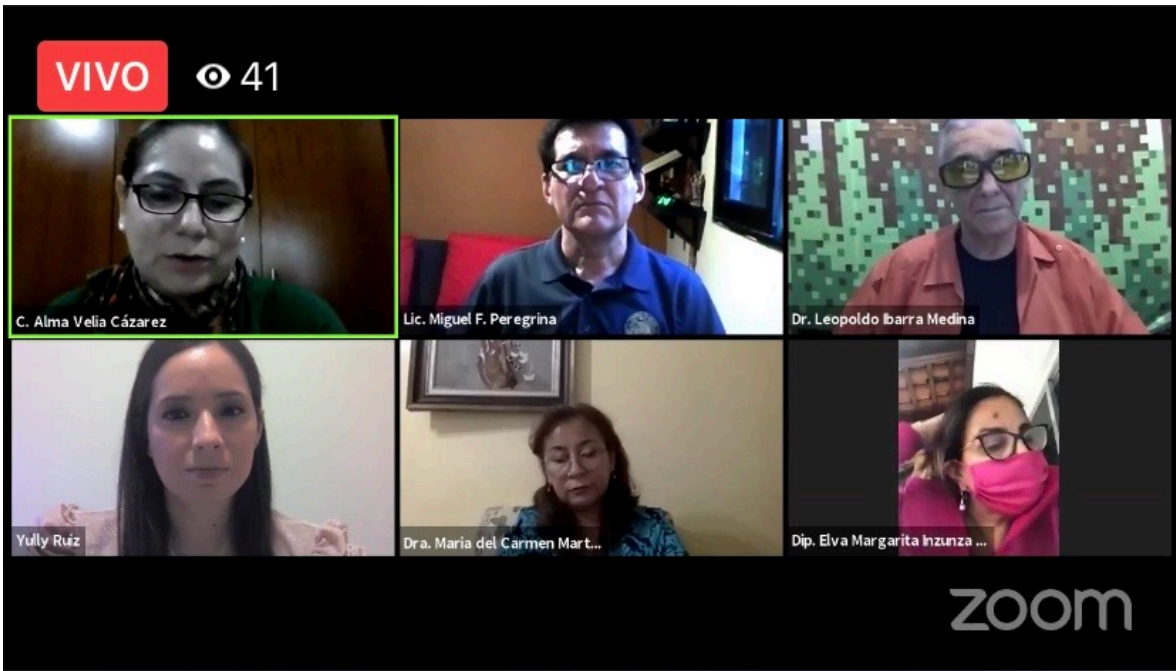 VIVO 41
C. Alma Velia Cázarez
Lic. Miguel F. Peregrina
Dr. Leopoldo Ibarra Medina
Yully Ruiz
Dra. Maria del Carmen Mart...
Dip. Elva Margarita Inzunza ...
zoom